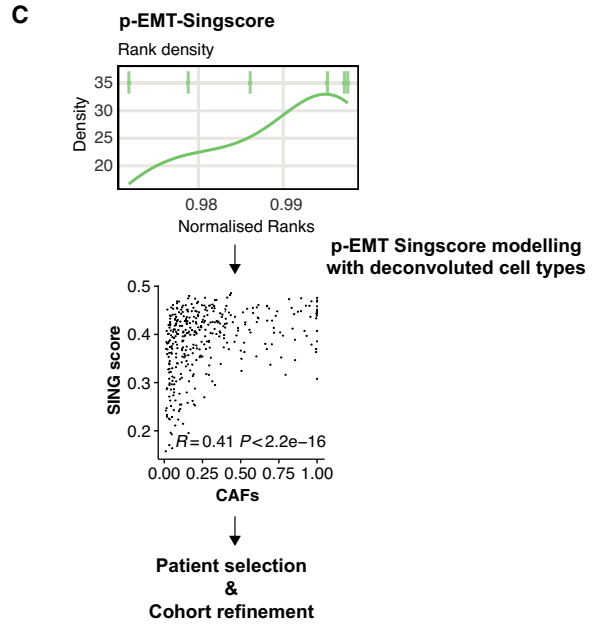 C
p-EMT-Singscore
Rank density
Density
35
30
25
20
0.98 0.99
Normalised Ranks
p-EMT Singscore modelling
with deconvoluted cell types
SING score
0.5
0.4
0.3
0.2
R=0.41 P<2.2e−16
0.00 0.25 0.50 0.75 1.00
CAFs
Patient selection
&
Cohort refinement